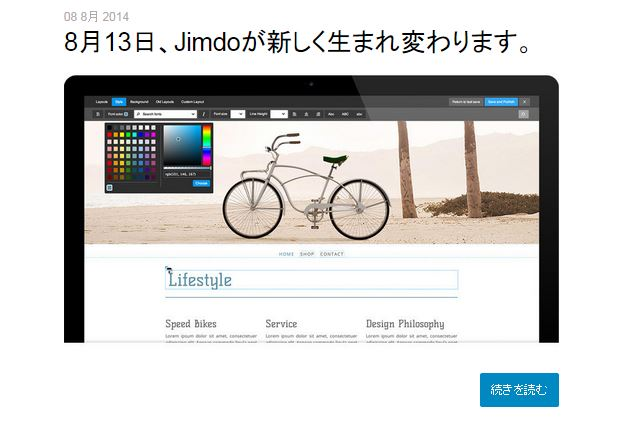 08 8月 2014
8月13日、Jimdoが新しく生まれ変わります。
Layouts Style Background Old Layouts Custom Layout Return to last save Save and Publish X
Font color Search fonts I Font size Line Height Abc ABC abc
Choose
HOME SHOP CONTACT
Lifestyle
Speed Bikes Service Design Philosophy
Lorem ipsum dolor sit amet, consectetuer Lorem ipsum dolor sit amet, consectetuer Lorem ipsum dolor sit amet, consectetuer
続きを読む